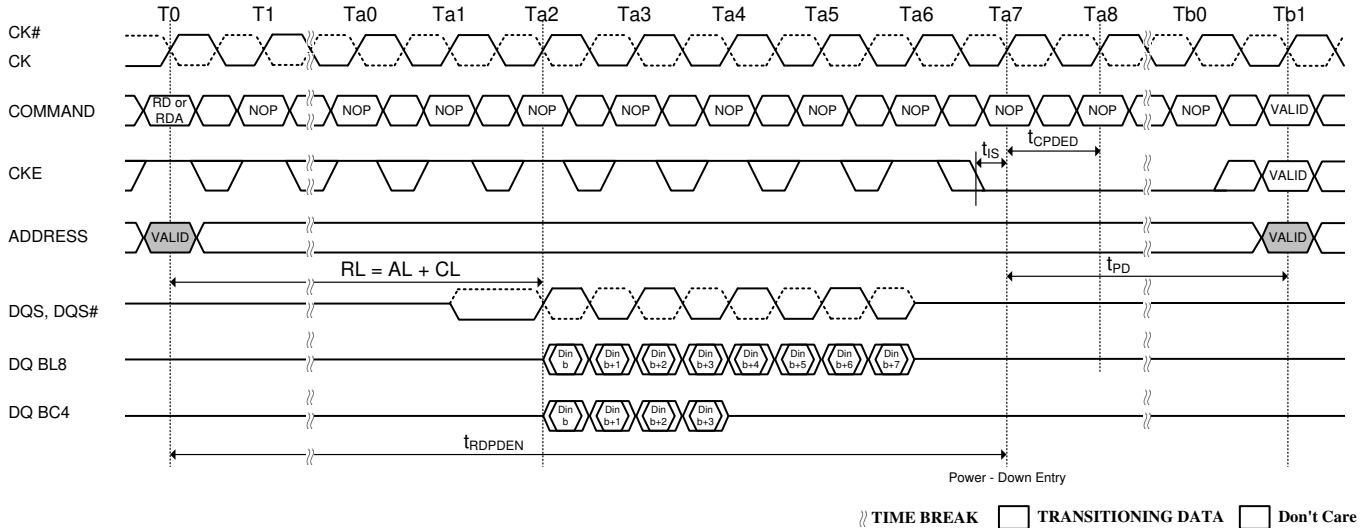 T0 T1 Ta0 Ta1 Ta2 Ta3 Ta4 Ta5 Ta6 Ta7 Ta8 Tb0 Tb1
CK#
CK
COMMAND RD or RDA NOP NOP NOP NOP NOP NOP NOP NOP NOP NOP NOP VALID
tIS tCPDED
CKE VALID
ADDRESS VALID VALID
RL = AL + CL tPD
DQS, DQS#
DQ BL8 Din b Din b+1 Din b+2 Din b+3 Din b+4 Din b+5 Din b+6 Din b+7
DQ BC4 Din b Din b+1 Din b+2 Din b+3
tRDPDEN
Power - Down Entry
TIME BREAK TRANSITIONING DATA Don't Care